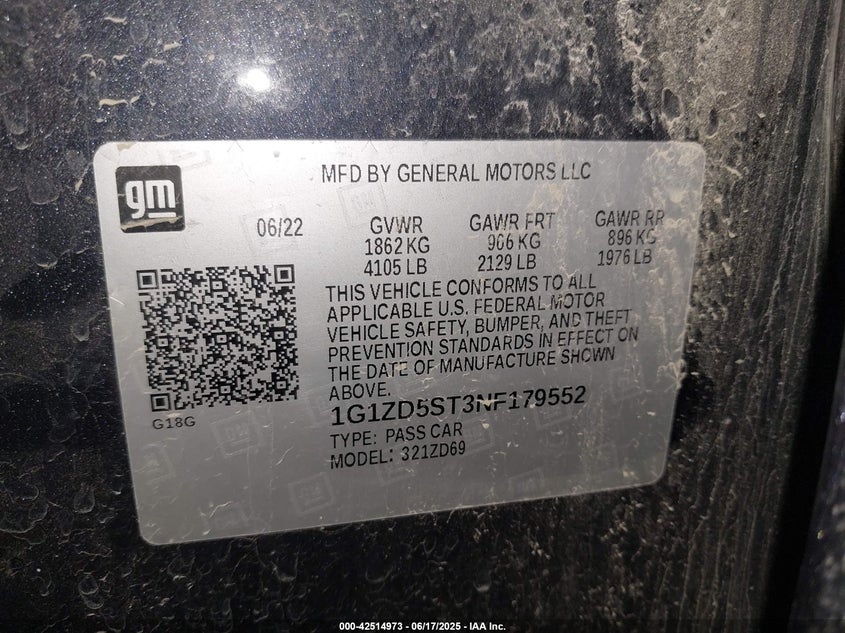 gm
MFD BY GENERAL MOTORS LLC
06/22 GVWR GAWR FRT GAWR RR
1862 KG 966 KG 896 KG
4105 LB 2129 LB 1976 LB
THIS VEHICLE CONFORMS TO ALL
APPLICABLE U.S. FEDERAL MOTOR
VEHICLE SAFETY, BUMPER, AND THEFT
PREVENTION STANDARDS IN EFFECT ON
THE DATE OF MANUFACTURE SHOWN
ABOVE.
1G1ZD5ST3NF179552
TYPE: PASS CAR
MODEL: 321ZD69
G18G
000-42514973 - 06/17/2025 - IAA Inc.